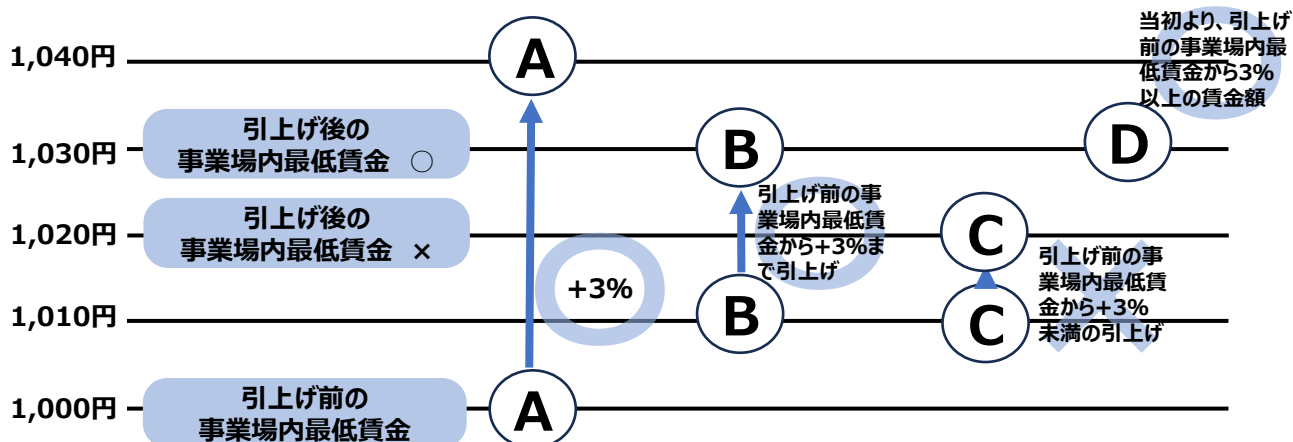 当初より、引上げ
前の事業場内最
低賃金から3%
以上の賃金額
1,040円
A
引上げ後の
事業場内最低賃金 ○
1,030円
B
D
引上げ前の事
業場内最低賃
金から+3%ま
で引上げ
引上げ後の
事業場内最低賃金 ×
1,020円
C
引上げ前の事
業場内最低賃
金から+3%
未満の引上げ
+3%
1,010円
B
C
引上げ前の
事業場内最低賃金
1,000円
A